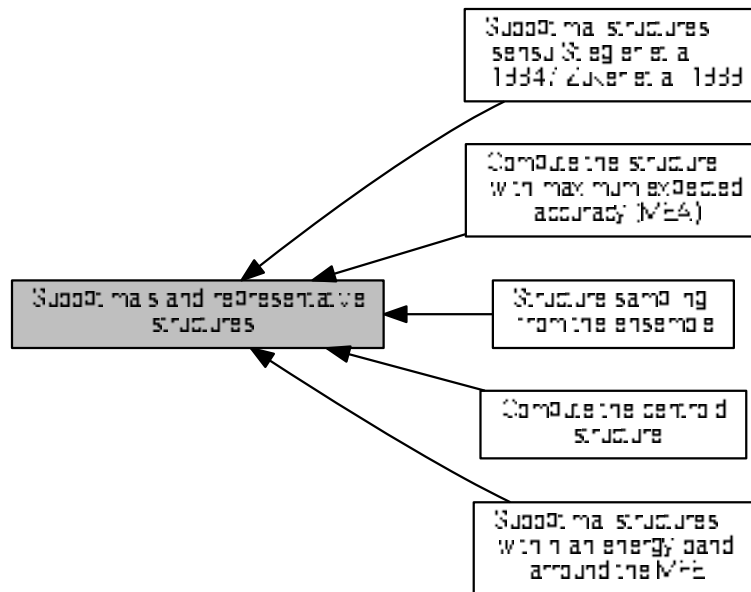 Suboptimal structures
sensu Stiegler et al.
1984 / Zuker et al. 1989
Compute the structure
with maximum expected
accuracy (MEA)
Suboptimals and representative
structures
Structure sampling
from the ensemble
Compute the centroid
structure
Suboptimal structures
within an energy band
arround the MFE